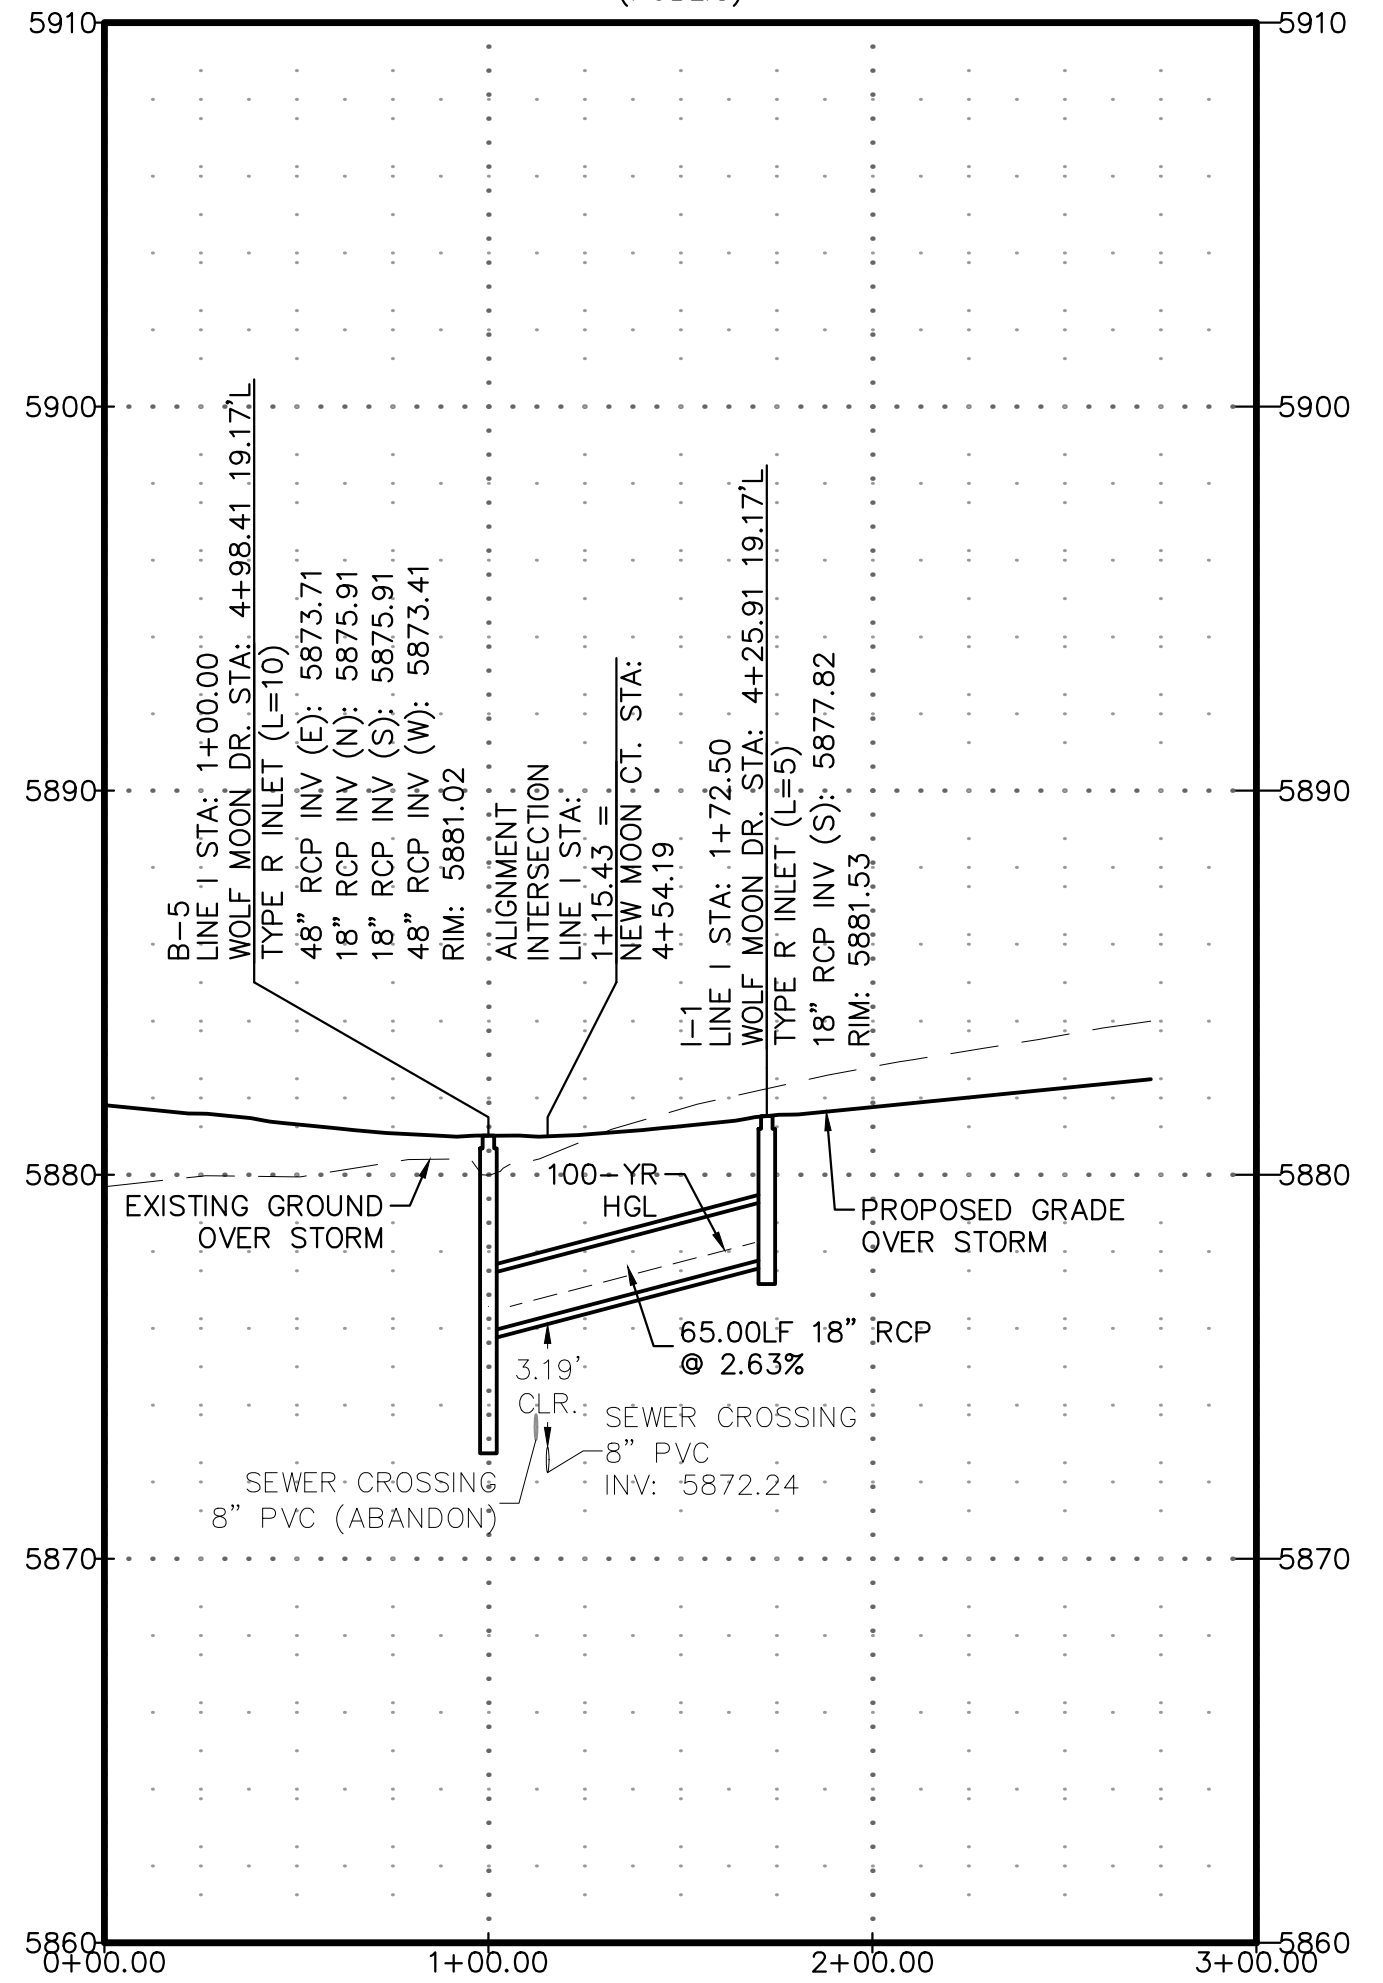 5910
5910
5900
5900
5890
5890
5880
5880
5870
5870
5860
5860
0+00.00
1+00.00
2+00.00
3+00.00
B-5
LINE I STA: 1+00.00
WOLF MOON DR. STA: 4+98.41 19.17'L
TYPE R INLET (L=10)
48" RCP INV (E): 5873.71
18" RCP INV (N): 5875.91
18" RCP INV (S): 5875.91
48" RCP INV (W): 5873.41
RIM: 5881.02
ALIGNMENT
INTERSECTION
LINE I STA:
1+15.43 =
NEW MOON CT. STA:
4+54.19
I-1
LINE I STA: 1+72.50
WOLF MOON DR. STA: 4+25.91 19.17'L
TYPE R INLET (L=5)
18" RCP INV (S): 5877.82
RIM: 5881.53
EXISTING GROUND
OVER STORM
100-YR
HGL
PROPOSED GRADE
OVER STORM
65.00LF 18" RCP
@ 2.63%
3.19'
CLR.
SEWER CROSSING
8" PVC
INV: 5872.24
SEWER CROSSING
8" PVC (ABANDON)